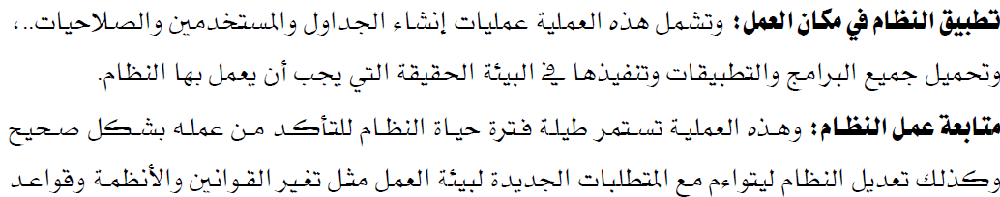 تطبيق النظام في مكان العمل: وتشمل هذه العملية عمليات إنشاء الجداول والمستخدمين والصلاحيات..،
وتحميل جميع البرامج والتطبيقات وتنفيذها في البيئة الحقيقة التي يجب أن يعمل بها النظام.
متابعة عمل النظام: وهذه العملية تستمر طيلة فترة حياة النظام للتأكد من عمله بشكل صحيح
وكذلك تعديل النظام ليتواءم مع المتطلبات الجديدة لبيئة العمل مثل تغير القوانين والأنظمة وقواعد